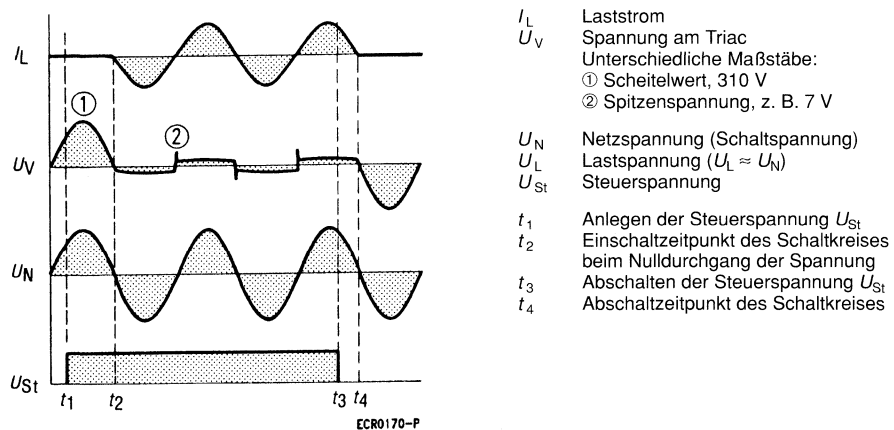 I_L
U_V
U_N
U_St
①
②
t_1
t_2
t_3
t_4
ECR0170-P
I_L Laststrom
U_V Spannung am Triac
Unterschiedliche Maßstäbe:
① Scheitelwert, 310 V
② Spitzenspannung, z. B. 7 V
U_N Netzspannung (Schaltspannung)
U_L Lastspannung (U_L ≈ U_N)
U_St Steuerspannung
t_1 Anlegen der Steuerspannung U_St
t_2 Einschaltzeitpunkt des Schaltkreises
beim Nulldurchgang der Spannung
t_3 Abschalten der Steuerspannung U_St
t_4 Abschaltzeitpunkt des Schaltkreises